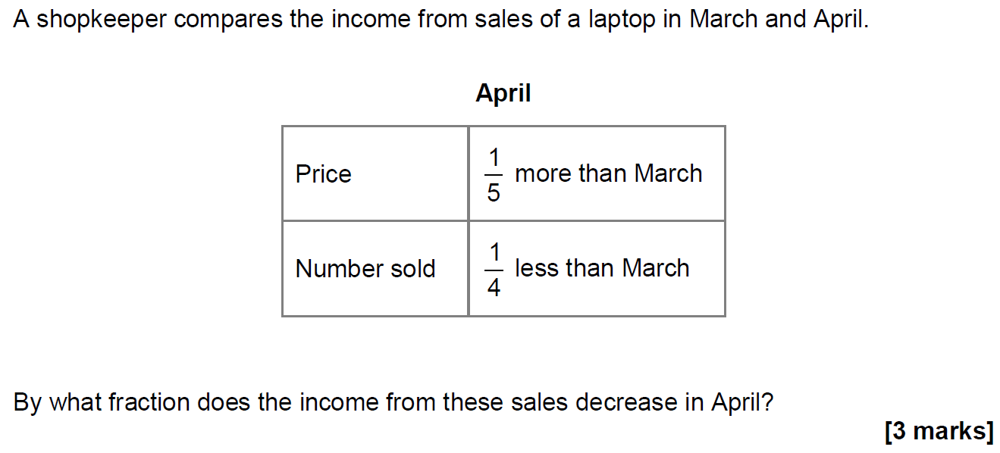 A shopkeeper compares the income from sales of a laptop in March and April.
April
Price
1/5 more than March
Number sold
1/4 less than March
By what fraction does the income from these sales decrease in April?
[3 marks]